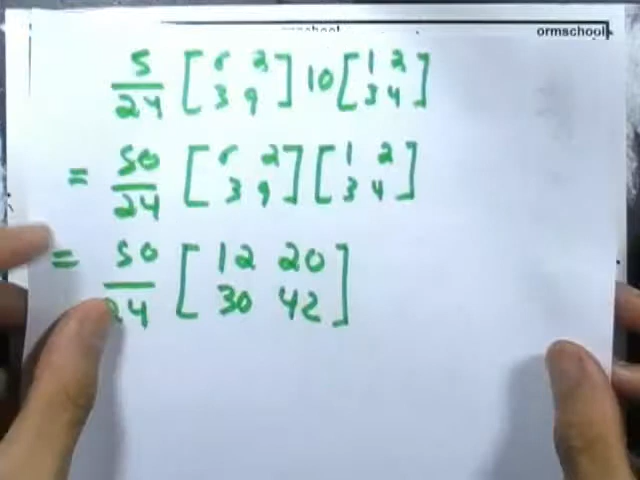 ormschool
5/24 [6 2; 3 9] 10 [1 2; 3 4]
= 50/24 [6 2; 3 9] [1 2; 3 4]
= 50/24 [12 20; 30 42]